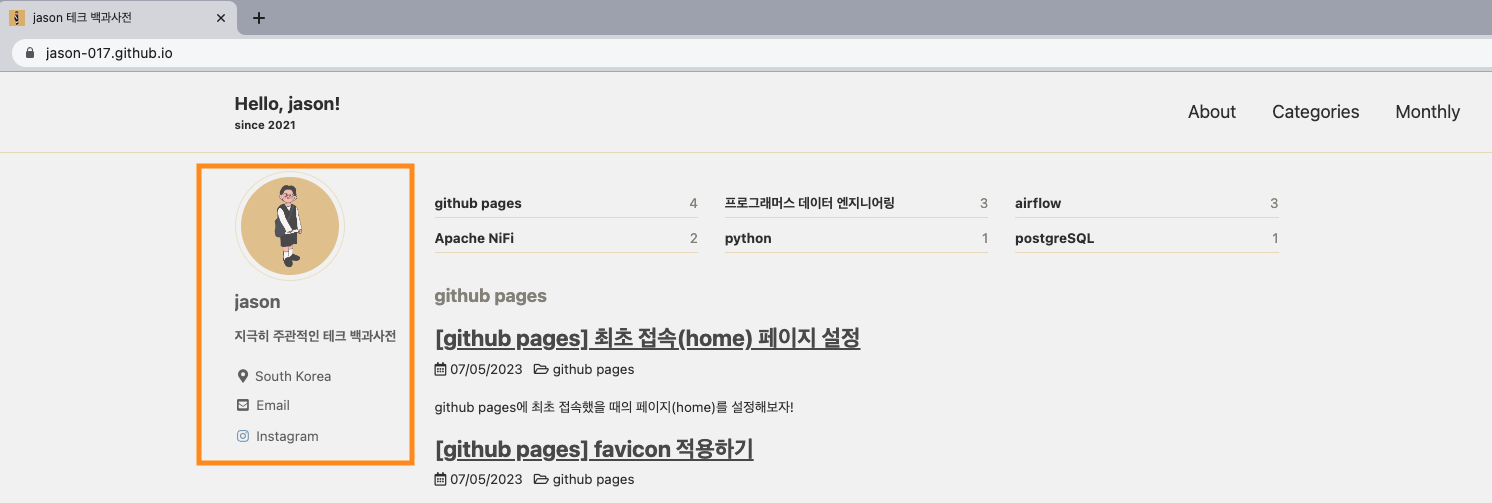 jason 테크 백과사전
jason-017.github.io
Hello, jason!
since 2021
About Categories Monthly
jason
지극히 주관적인 테크 백과사전
South Korea
Email
Instagram
github pages 4 프로그래머스 데이터 엔지니어링 3 airflow 3
Apache NiFi 2 python 1 postgreSQL 1
github pages
[github pages] 최초 접속(home) 페이지 설정
07/05/2023 github pages
github pages에 최초 접속했을 때의 페이지(home)를 설정해보자!
[github pages] favicon 적용하기
07/05/2023 github pages